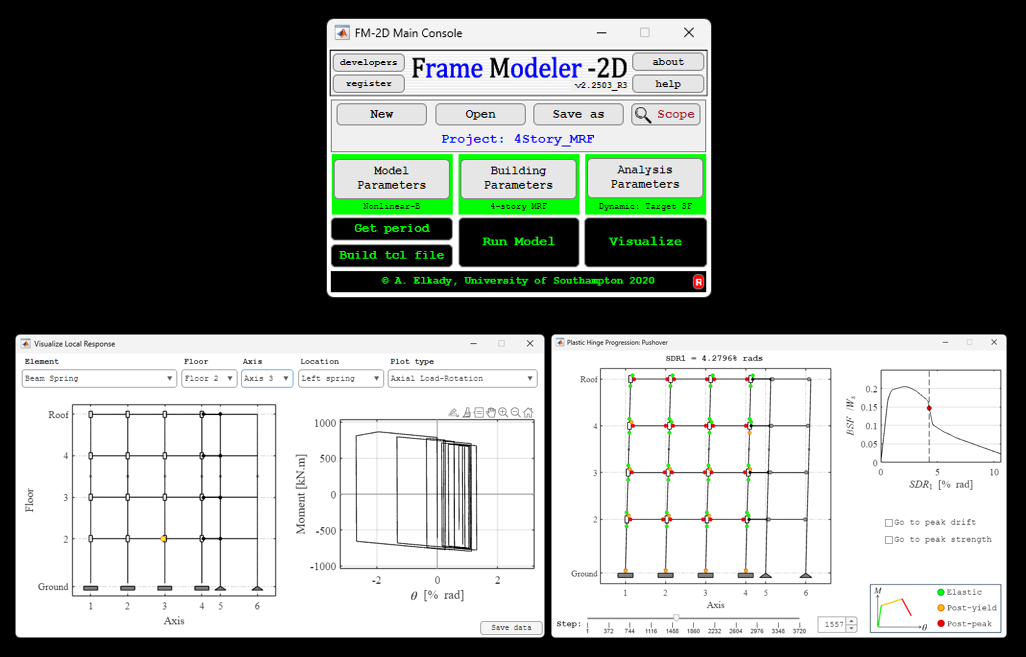 FM-2D Main Console
developers
Frame Modeler -2D
about
register
v2.2503_R3
help
New
Open
Save as
Scope
Project: 4Story_MRF
Model Parameters
Building Parameters
Analysis Parameters
Nonlinear-B
4-story MRF
Dynamic: Target SF
Get period
Build tcl file
Run Model
Visualize
© A. Elkady, University of Southampton 2020
R
Visualize Local Response
Element
Floor
Axis
Location
Plot type
Beam Spring
Floor 2
Axis 3
Left spring
Axial Load-Rotation
Roof
4
3
2
Ground
Floor
1 2 3 4 5 6
Axis
1000
500
0
-500
-1000
Moment [kN.m]
-2 0 2
θ [% rad]
Save data
Plastic Hinge Progression: Pushover
SDR1 = 4.2796% rads
Roof
4
3
2
Ground
1 2 3 4 5 6
Axis
0.2
0.15
0.1
0.05
0
BSF /Ws
0 5 10
SDR1 [% rad]
Go to peak drift
Go to peak strength
Step:
1 372 744 1116 1488 1860 2232 2604 2976 3348 3720
1557
M
θ
Elastic
Post-yield
Post-peak